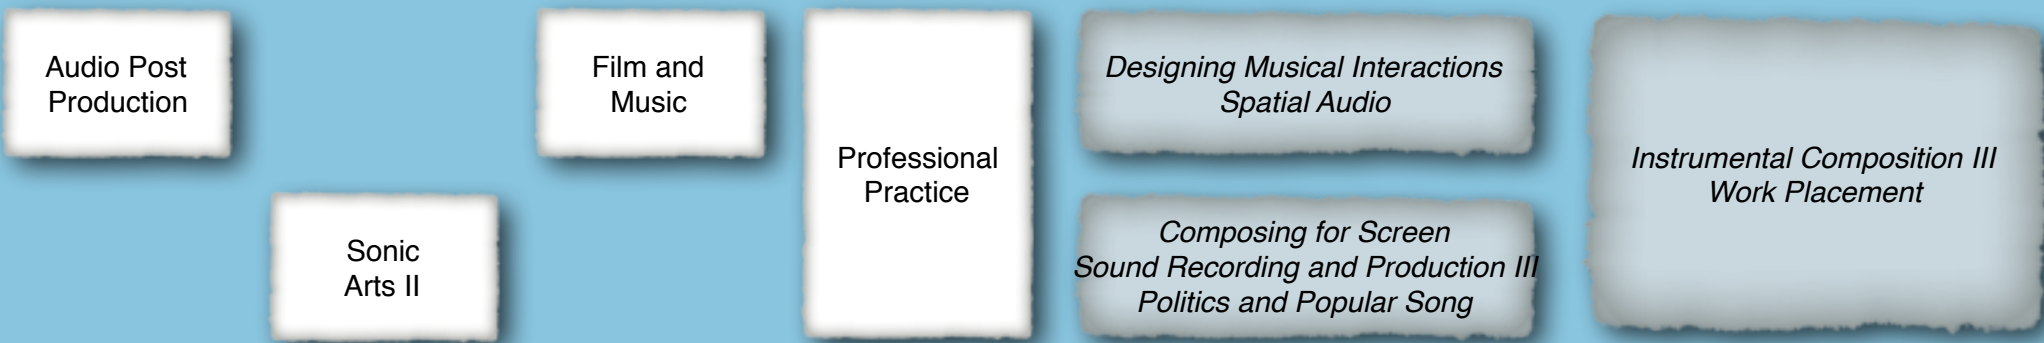 Audio Post
Production
Sonic
Arts II
Film and
Music
Professional
Practice
Designing Musical Interactions
Spatial Audio
Composing for Screen
Sound Recording and Production III
Politics and Popular Song
Instrumental Composition III
Work Placement